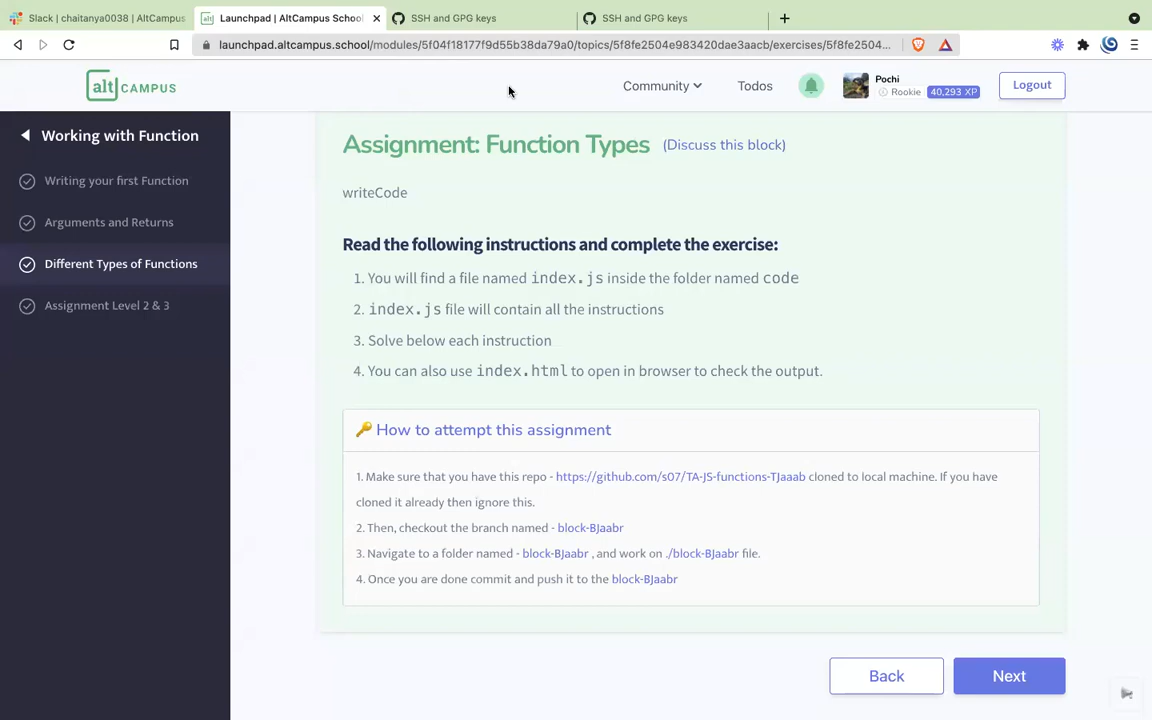 Slack | chaitana0038 | AltCampus
Launchpad | AltCampus School
SSH and GPG keys
SSH and GPG keys
launchpad.altcampus.school/modules/5f04f18177f9d55b38da79a0/topics/5f8fe2504e983420dae3aacb/exercises/5f8fe2504...
alt CAMPUS
Community
Todos
Pochi
Rookie 40,293 XP
Logout
Working with Function
Writing your first Function
Arguments and Returns
Different Types of Functions
Assignment Level 2 & 3
Assignment: Function Types (Discuss this block)
writeCode
Read the following instructions and complete the exercise:
1. You will find a file named index.js inside the folder named code
2. index.js file will contain all the instructions
3. Solve below each instruction
4. You can also use index.html to open in browser to check the output.
🔑 How to attempt this assignment
1. Make sure that you have this repo - https://github.com/s07/TA-JS-functions-TJaaab cloned to local machine. If you have
cloned it already then ignore this.
2. Then, checkout the branch named - block-BJaabr
3. Navigate to a folder named - block-BJaabr , and work on ./block-BJaabr file.
4. Once you are done commit and push it to the block-BJaabr
Back
Next